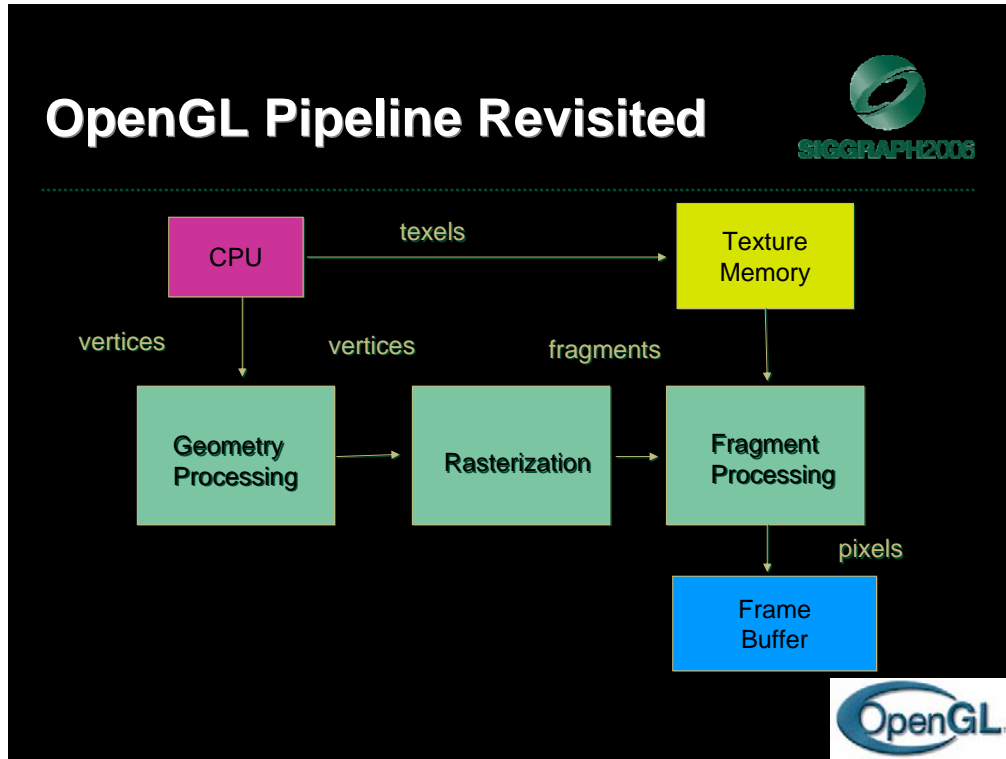 OpenGL Pipeline Revisited
SIGGRAPH2006
CPU
texels
Texture
Memory
vertices
vertices
fragments
Geometry
Processing
Rasterization
Fragment
Processing
pixels
Frame
Buffer
OpenGL